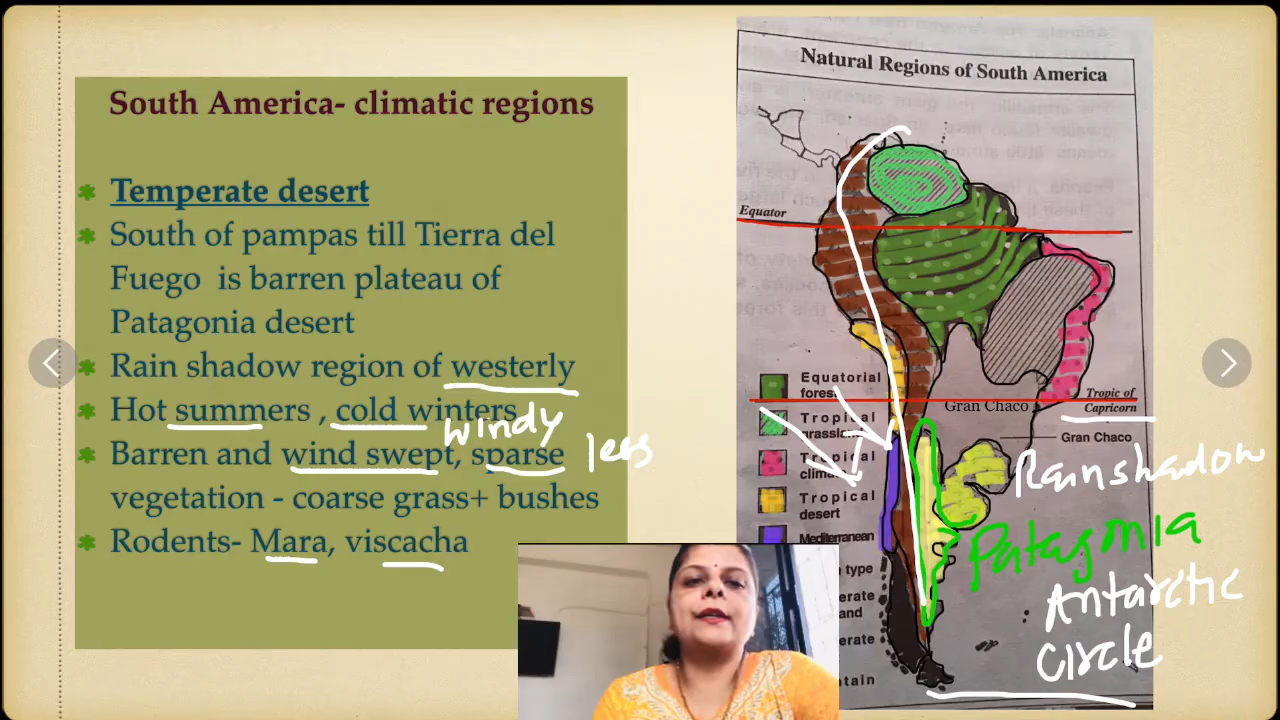 South America- climatic regions
Temperate desert
South of pampas till Tierra del
Fuego is barren plateau of
Patagonia desert
Rain shadow region of westerly
Hot summers , cold winters
windy
Barren and wind swept, sparse
less
vegetation - coarse grass+ bushes
Rodents- Mara, viscacha
Natural Regions of South America
Equator
Equatorial
forest
Tropical
grassland
Tropical
Tropical
desert
Mediterranean
type
Gran Chaco
Tropic of
Capricorn
Gran Chaco
Rainshadow
Patagonia
Antarctic
Circle